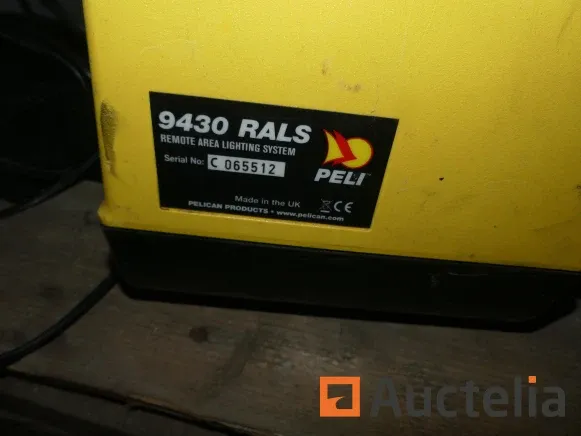 9430 RALS
REMOTE AREA LIGHTING SYSTEM
Serial No: C 065512
PELI™
Made in the UK
CE
PELICAN PRODUCTS • www.pelican.com
Auctelia